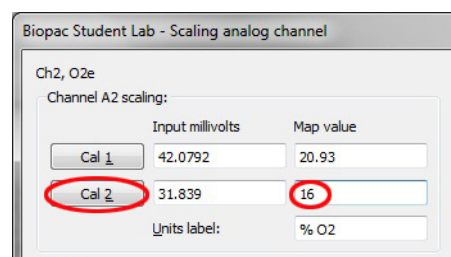 Biopac Student Lab - Scaling analog channel
Ch2, O2e
Channel A2 scaling:
Input millivolts Map value
Cal 1 42.0792 20.93
Cal 2 31.839 16
Units label: % O2